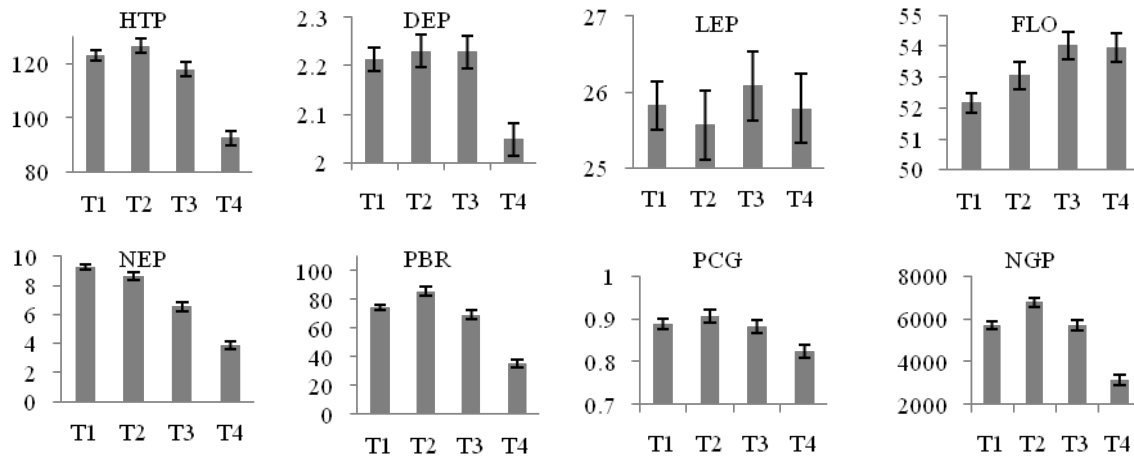 HTP
120
100
80
T1 T2 T3 T4
DEP
2.3
2.2
2.1
2
T1 T2 T3 T4
LEP
27
26
25
T1 T2 T3 T4
FLO
55
54
53
52
51
50
T1 T2 T3 T4
NEP
10
8
6
4
2
0
T1 T2 T3 T4
PBR
100
80
60
40
20
0
T1 T2 T3 T4
PCG
1
0.9
0.8
0.7
T1 T2 T3 T4
NGP
8000
6000
4000
2000
T1 T2 T3 T4